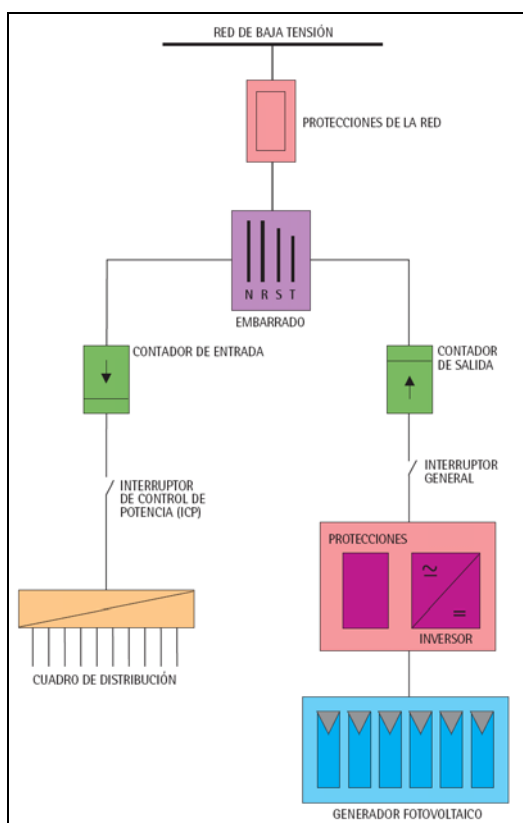 RED DE BAJA TENSIÓN
PROTECCIONES DE LA RED
N R S T
EMBARRADO
CONTADOR DE ENTRADA
CONTADOR
DE SALIDA
INTERRUPTOR
DE CONTROL DE
POTENCIA (ICP)
INTERRUPTOR
GENERAL
PROTECCIONES
INVERSOR
CUADRO DE DISTRIBUCIÓN
GENERADOR FOTOVOLTAICO